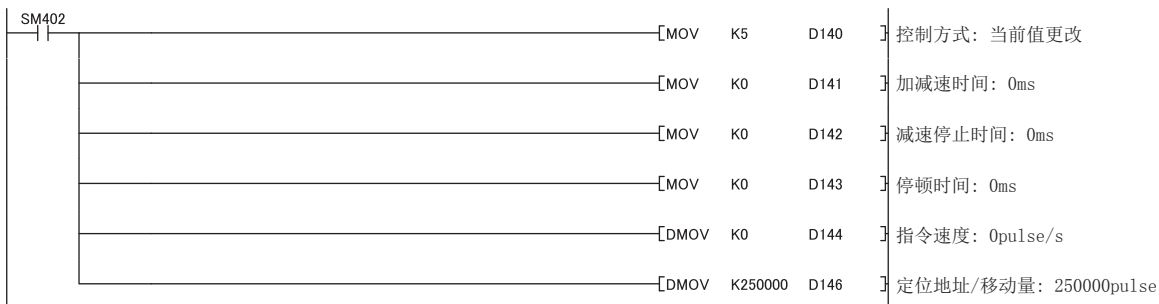 SM402
[MOV K5 D140 ] 控制方式: 当前值更改
[MOV K0 D141 ] 加减速时间: 0ms
[MOV K0 D142 ] 减速停止时间: 0ms
[MOV K0 D143 ] 停顿时间: 0ms
[DMOV K0 D144 ] 指令速度: 0pulse/s
[DMOV K250000 D146 ] 定位地址/移动量: 250000pulse